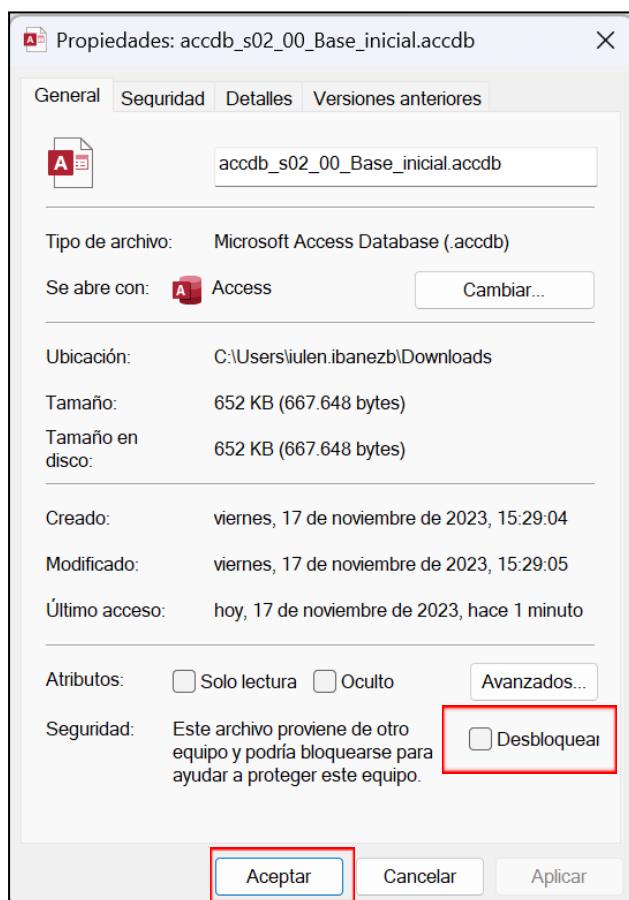 Propiedades: accdb_s02_00_Base_inicial.accdb
General Seguridad Detalles Versiones anteriores
accdb_s02_00_Base_inicial.accdb
Tipo de archivo: Microsoft Access Database (.accdb)
Se abre con: Access Cambiar...
Ubicación: C:\Users\iulen.ibanezb\Downloads
Tamaño: 652 KB (667.648 bytes)
Tamaño en
disco: 652 KB (667.648 bytes)
Creado: viernes, 17 de noviembre de 2023, 15:29:04
Modificado: viernes, 17 de noviembre de 2023, 15:29:05
Último acceso: hoy, 17 de noviembre de 2023, hace 1 minuto
Atributos: Solo lectura Oculto Avanzados...
Seguridad: Este archivo proviene de otro
equipo y podría bloquearse para
ayudar a proteger este equipo.
Desbloquear
Aceptar Cancelar Aplicar